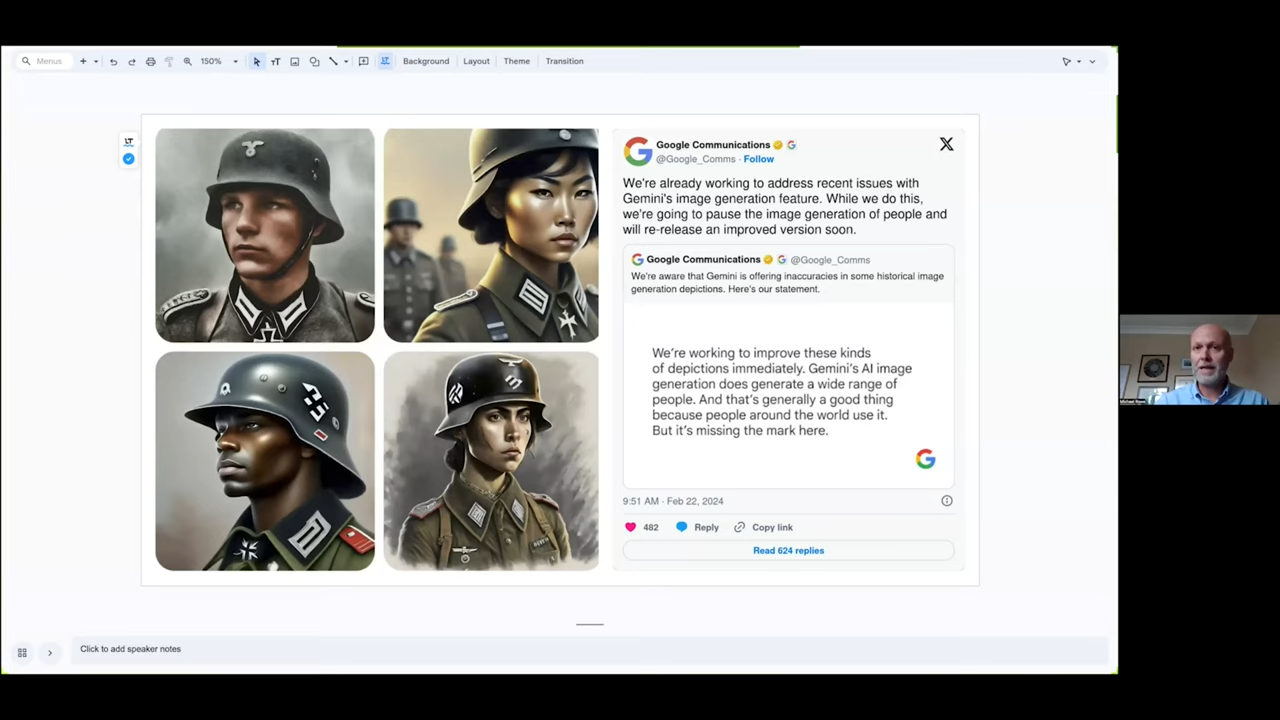 Menus
150%
Background
Layout
Theme
Transition
LT
Google Communications
@Google_Comms · Follow
We're already working to address recent issues with
Gemini's image generation feature. While we do this,
we're going to pause the image generation of people and
will re-release an improved version soon.
Google Communications @Google_Comms
We're aware that Gemini is offering inaccuracies in some historical image
generation depictions. Here's our statement.
We're working to improve these kinds
of depictions immediately. Gemini's AI image
generation does generate a wide range of
people. And that's generally a good thing
because people around the world use it.
But it's missing the mark here.
9:51 AM · Feb 22, 2024
482 Reply Copy link
Read 624 replies
Click to add speaker notes